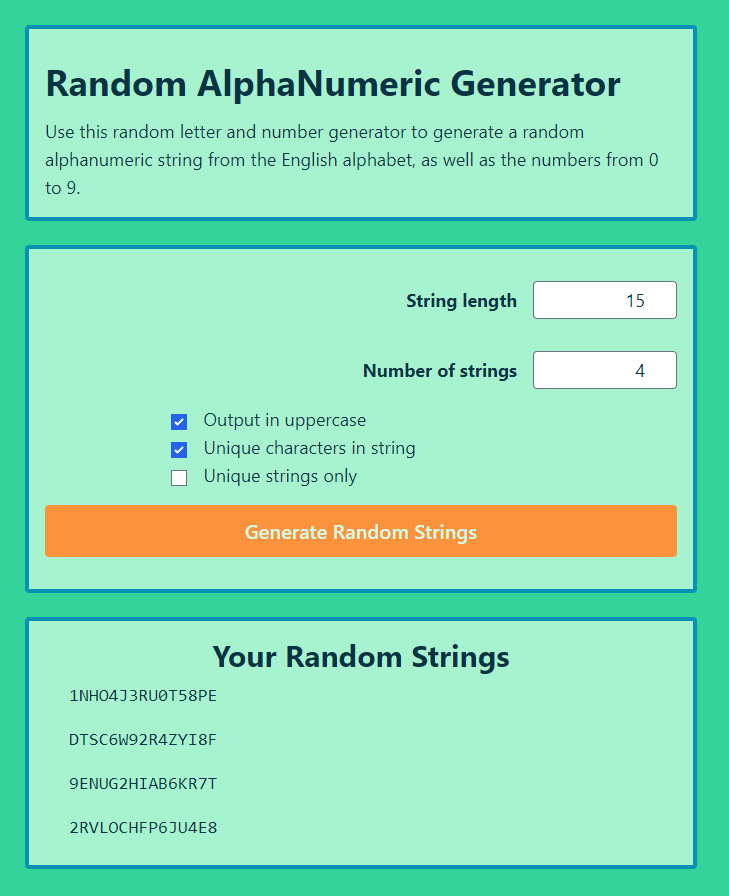 Random AlphaNumeric Generator
Use this random letter and number generator to generate a random
alphanumeric string from the English alphabet, as well as the numbers from 0
to 9.
String length 15
Number of strings 4
Output in uppercase
Unique characters in string
Unique strings only
Generate Random Strings
Your Random Strings
1NHO4J3RU0T58PE
DTSC6W92R4ZYI8F
9ENUG2HIAB6KR7T
2RVLOCHFP6JU4E8